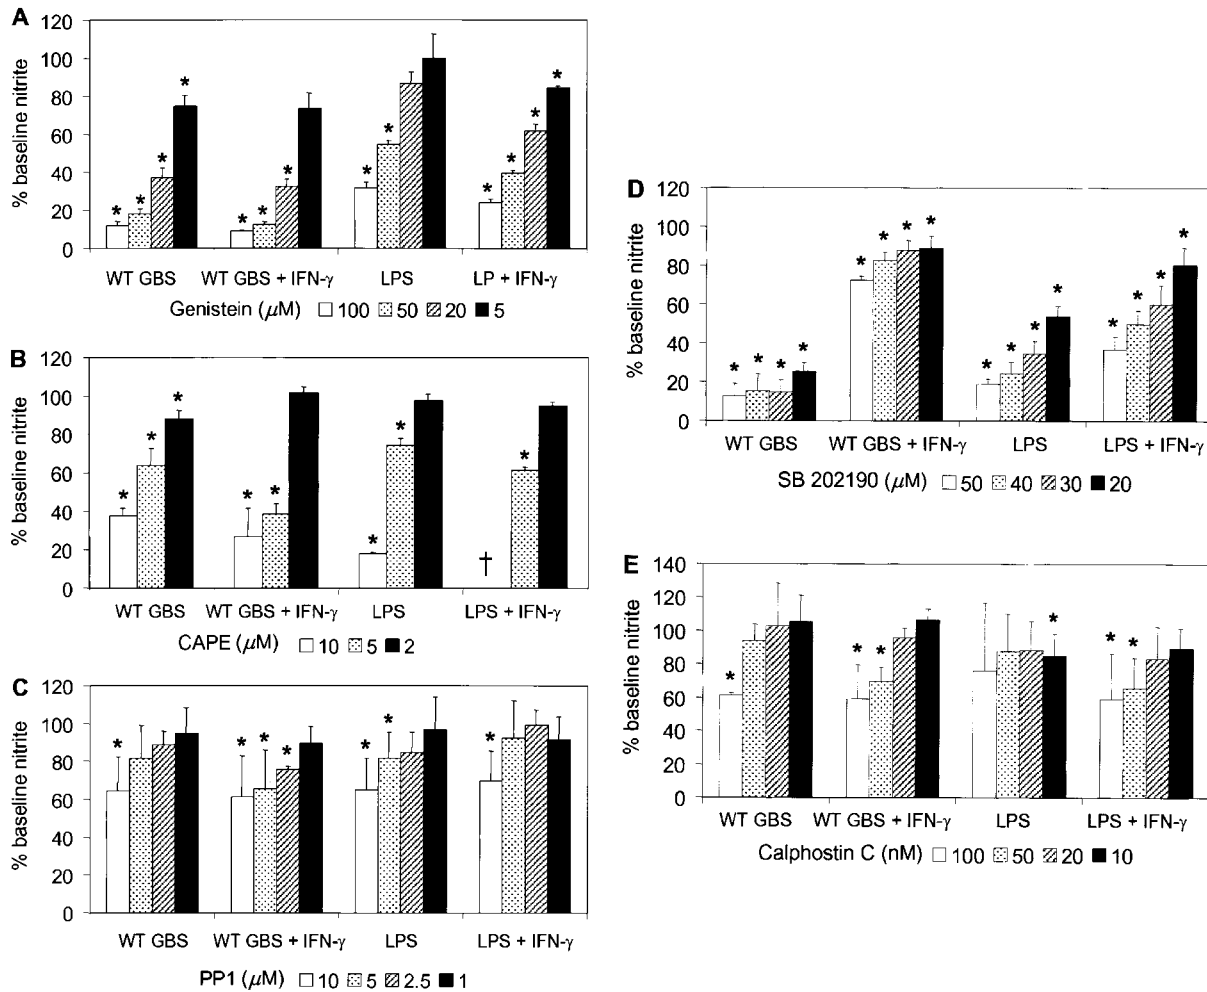 A
% baseline nitrite
120
100
80
60
40
20
0
* * * *
* * *
* *
* * * *
WT GBS WT GBS + IFN-γ LPS LP + IFN-γ
Genistein (μM) 100 50 20 5
B
% baseline nitrite
120
100
80
60
40
20
0
* * *
* *
* *
† *
WT GBS WT GBS + IFN-γ LPS LPS + IFN-γ
CAPE (μM) 10 5 2
C
% baseline nitrite
120
100
80
60
40
20
0
*
* * *
* *
*
WT GBS WT GBS + IFN-γ LPS LPS + IFN-γ
PP1 (μM) 10 5 2.5 1
D
% baseline nitrite
120
100
80
60
40
20
0
* * * *
* * * *
* * * *
* * * *
WT GBS WT GBS + IFN-γ LPS LPS + IFN-γ
SB 202190 (μM) 50 40 30 20
E
% baseline nitrite
140
120
100
80
60
40
20
0
*
* *
*
* *
WT GBS WT GBS + IFN-γ LPS LPS + IFN-γ
Calphostin C (nM) 100 50 20 10